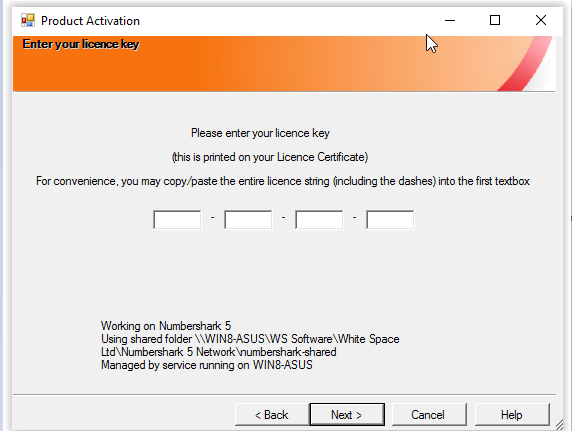 Product Activation
Enter your licence key
Please enter your licence key
(this is printed on your Licence Certificate)
For convenience, you may copy/paste the entire licence string (including the dashes) into the first textbox
- - -
Working on Numbershark 5
Using shared folder \\WIN8-ASUS\WS Software\White Space
Ltd\Numbershark 5 Network\numbershark-shared
Managed by service running on WIN8-ASUS
< Back Next > Cancel Help